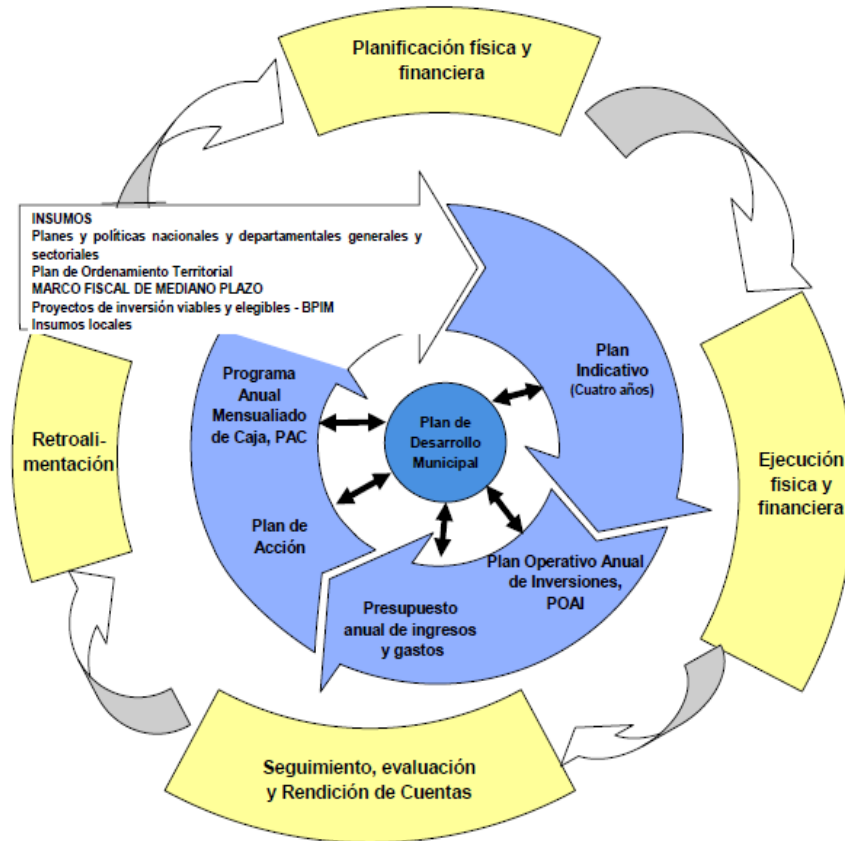 Planificación física y
financiera
INSUMOS
Planes y políticas nacionales y departamentales generales y
sectoriales
Plan de Ordenamiento Territorial
MARCO FISCAL DE MEDIANO PLAZO
Proyectos de inversión viables y elegibles - BPIM
Insumos locales
Plan
Indicativo
(Cuatro años)
Programa
Anual
Mensualiado
de Caja, PAC
Plan de
Desarrollo
Municipal
Retroali-
mentación
Ejecución
fisica y
financiera
Plan de
Acción
Plan Operativo Anual
de Inversiones,
POAI
Presupuesto
anual de ingresos
y gastos
Seguimiento, evaluación
y Rendición de Cuentas